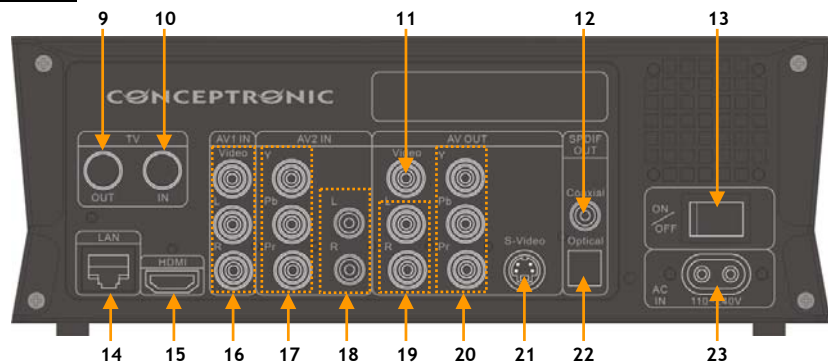 9 10 11 12 13
CONCEPTRONIC
TV AV1 IN AV2 IN AV OUT SPDIF OUT
Video Y Video Y
OUT IN L Pb L L Pb Coaxial
ON/OFF
LAN HDMI R Pr R R Pr S-Video Optical
AC IN
14 15 16 17 18 19 20 21 22 23